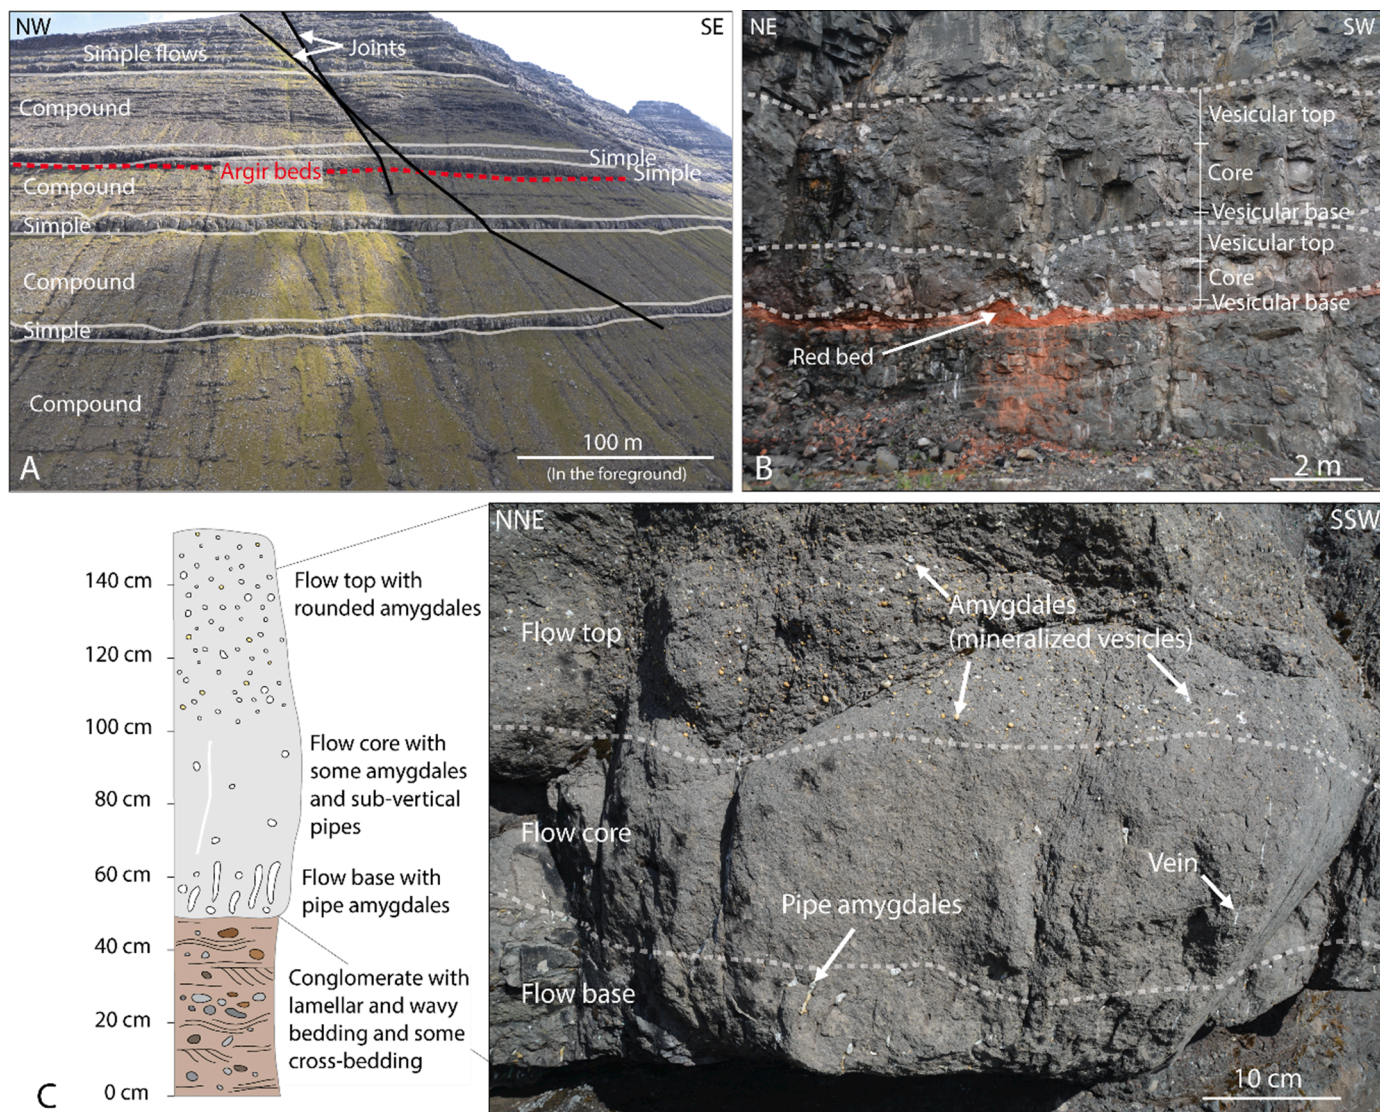 NW
SE
Simple flows
Joints
Compound
Simple
Argir beds
Simple
Compound
Simple
Compound
Simple
Compound
100 m
(In the foreground)
A
NE
SW
Vesicular top
Core
Vesicular base
Vesicular top
Core
Vesicular base
Red bed
B
2 m
140 cm
120 cm
100 cm
80 cm
60 cm
40 cm
20 cm
0 cm
Flow top with
rounded amygdales
Flow core with
some amygdales
and sub-vertical
pipes
Flow base with
pipe amygdales
Conglomerate with
lamellar and wavy
bedding and some
cross-bedding
C
NNE
SSW
Amygdales
(mineralized vesicles)
Flow top
Flow core
Vein
Pipe amygdales
Flow base
10 cm